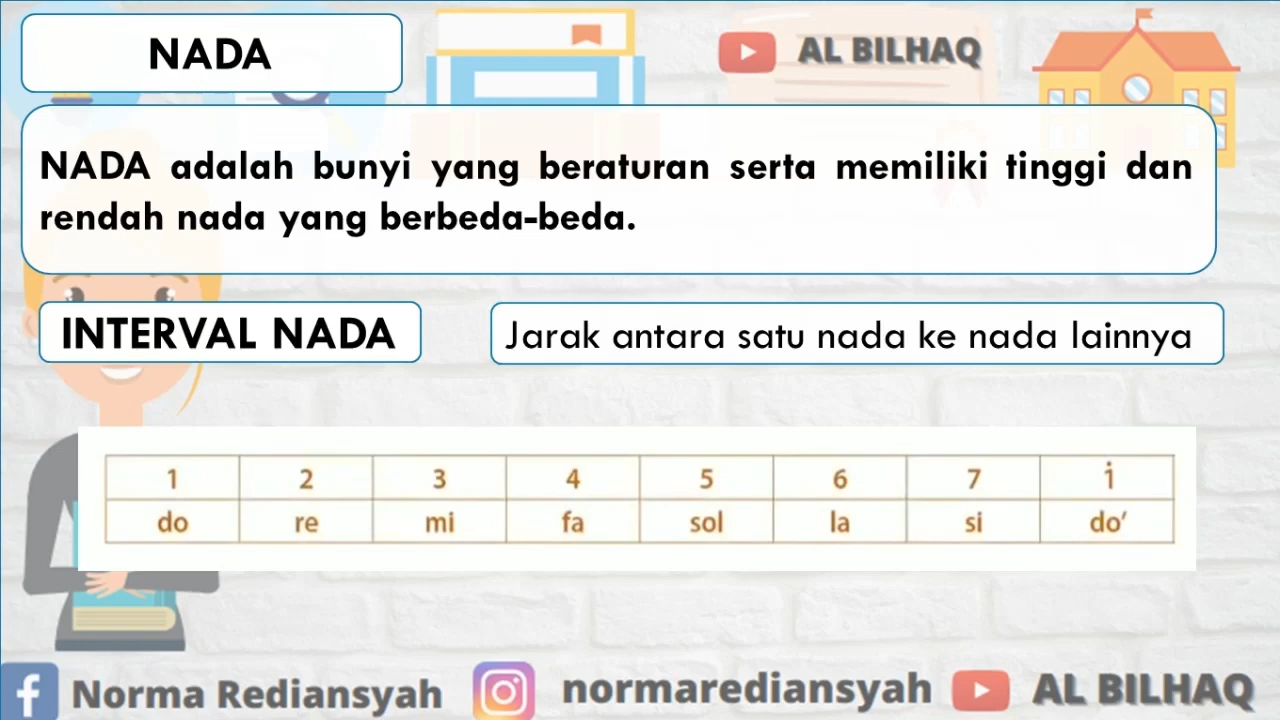 NADA
AL BILHAQ
NADA adalah bunyi yang beraturan serta memiliki tinggi dan
rendah nada yang berbeda-beda.
INTERVAL NADA
Jarak antara satu nada ke nada lainnya
1 2 3 4 5 6 7 i
do re mi fa sol la si do’
Norma Rediansyah normarediansyah AL BILHAQ